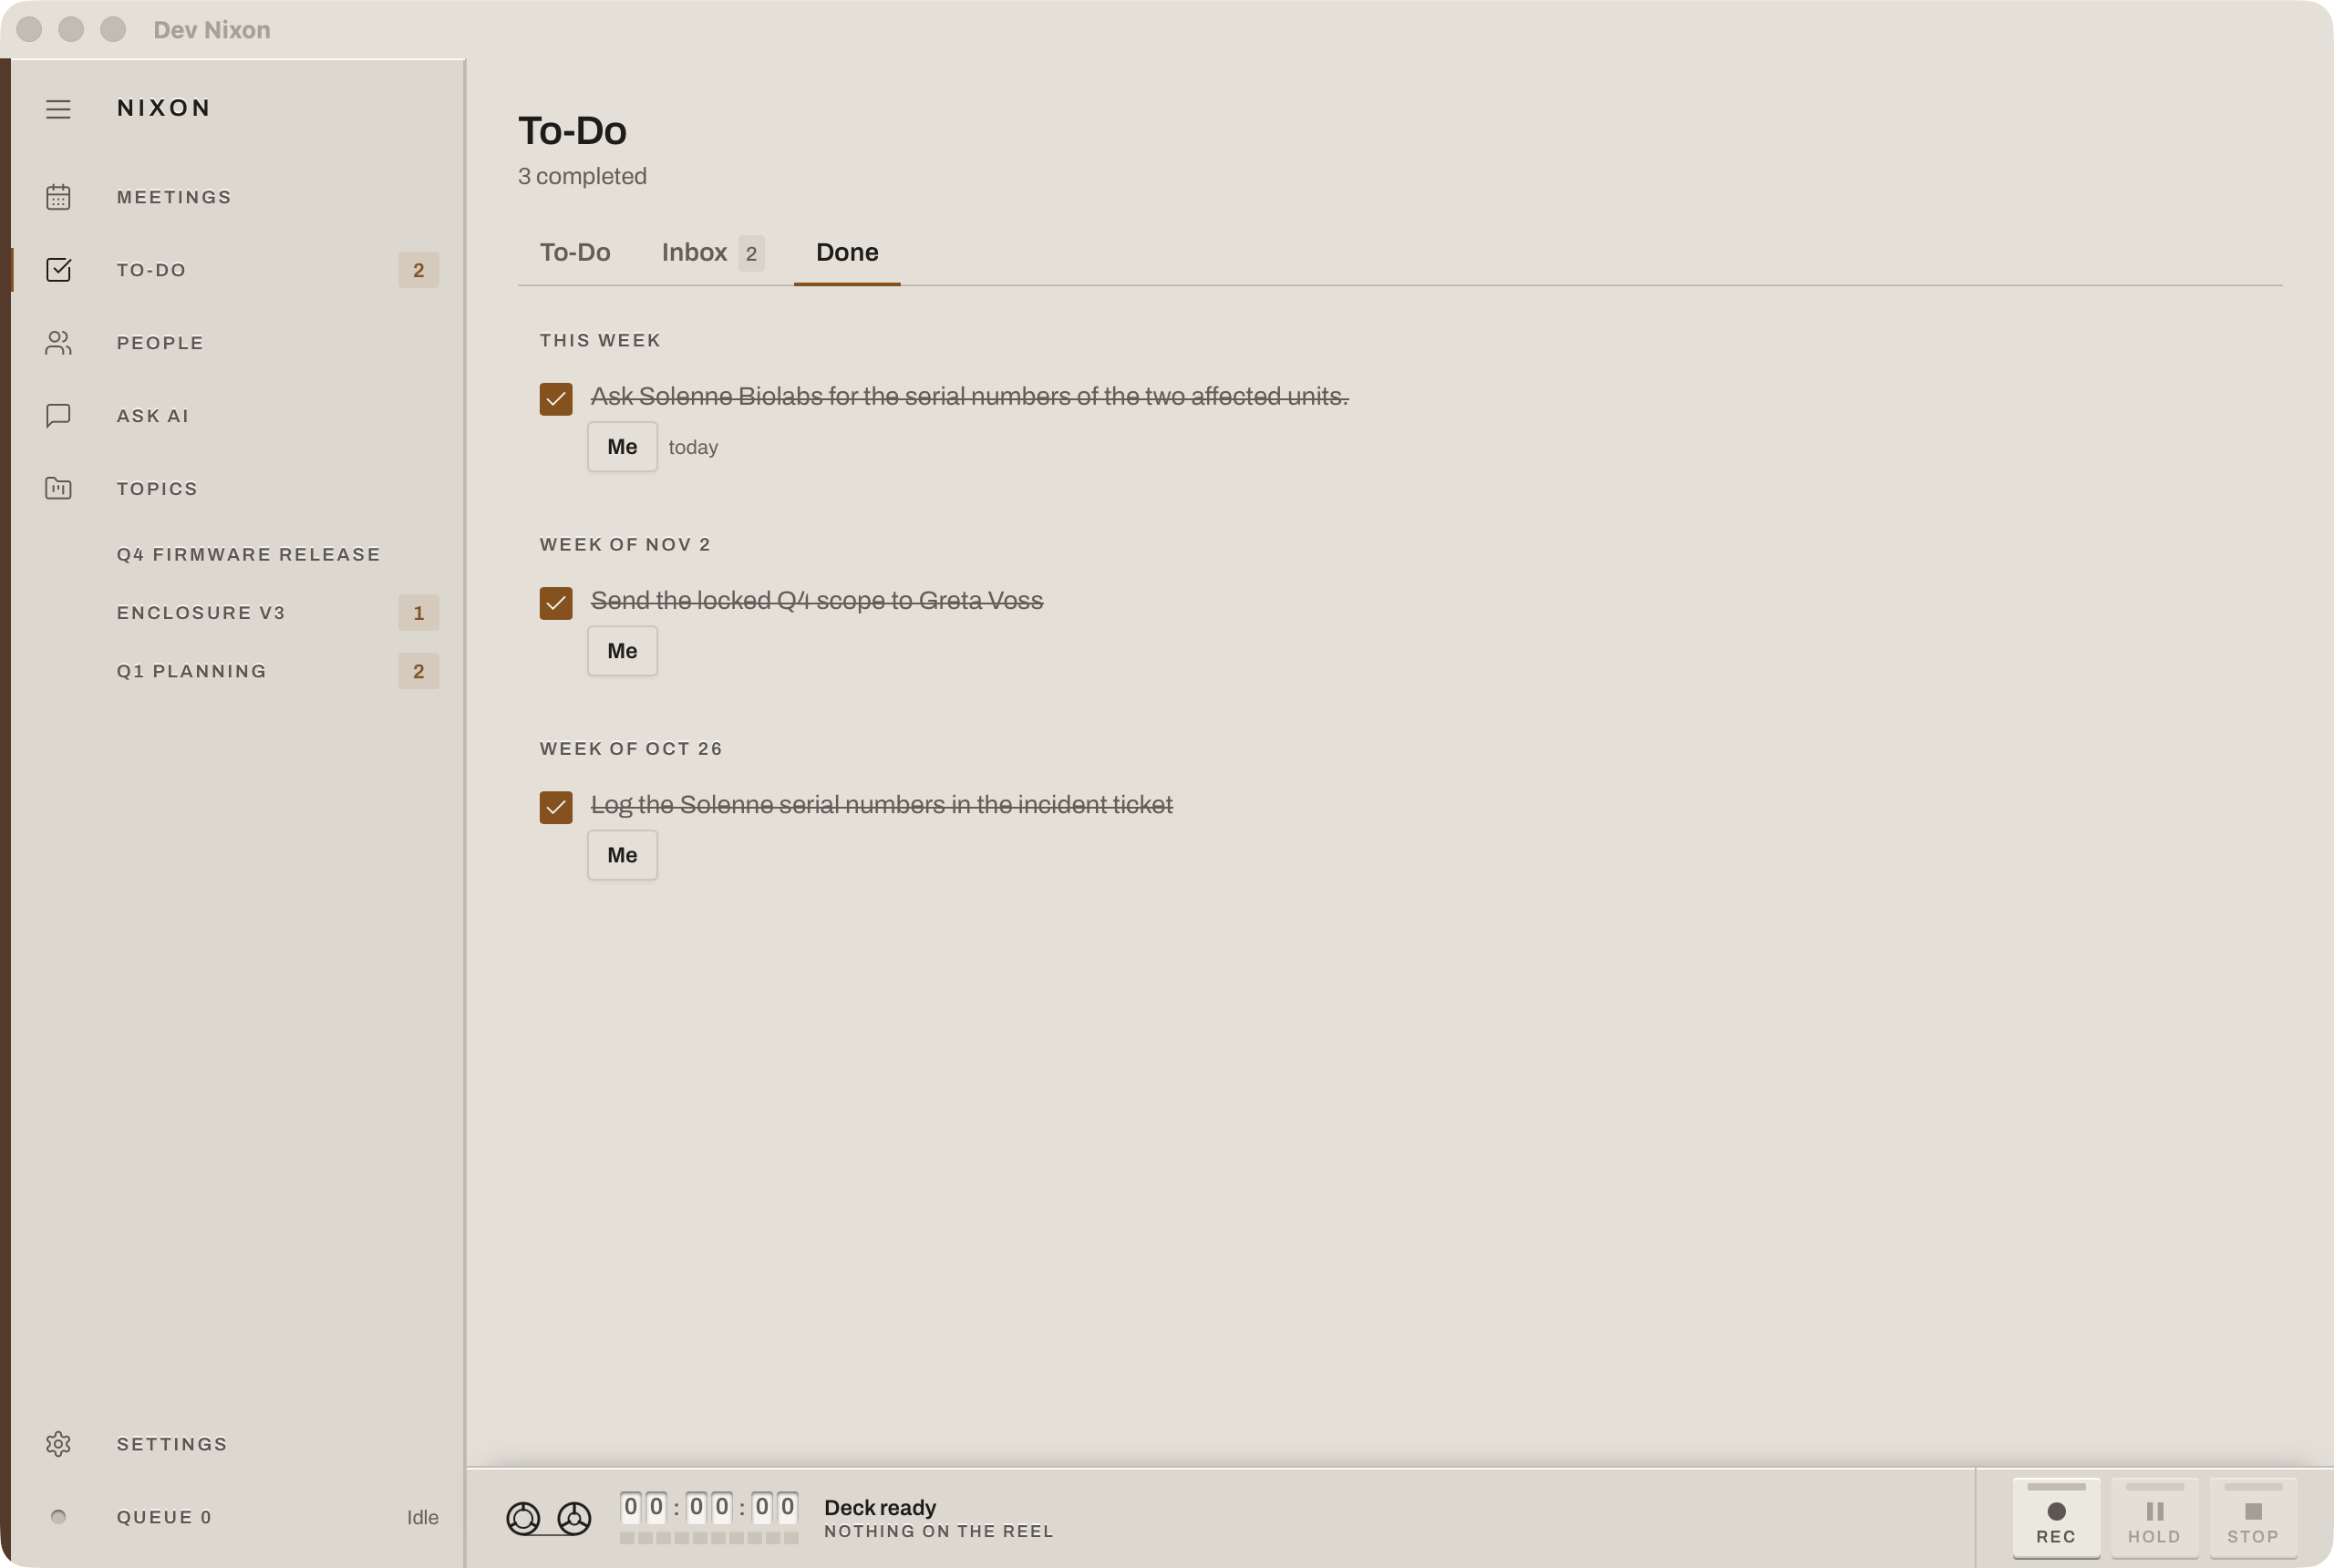 Dev Nixon
NIXON
MEETINGS
TO-DO 2
PEOPLE
ASK AI
TOPICS
Q4 FIRMWARE RELEASE
ENCLOSURE V3 1
Q1 PLANNING 2
SETTINGS
QUEUE 0 Idle
To-Do
3 completed
To-Do Inbox 2 Done
THIS WEEK
Ask Solenne Biolabs for the serial numbers of the two affected units.
Me today
WEEK OF NOV 2
Send the locked Q4 scope to Greta Voss
Me
WEEK OF OCT 26
Log the Solenne serial numbers in the incident ticket
Me
00:00:00
Deck ready
NOTHING ON THE REEL
REC HOLD STOP